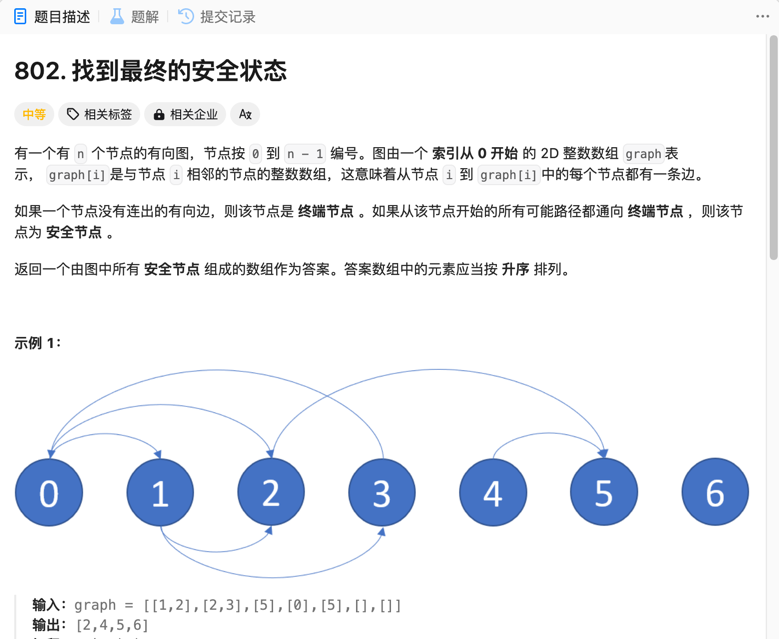 题目描述 题解 提交记录
802. 找到最终的安全状态
中等 相关标签 相关企业 Aあ
有一个有 n 个节点的有向图，节点按 0 到 n - 1 编号。图由一个 索引从 0 开始 的 2D 整数数组 graph表
示， graph[i]是与节点 i 相邻的节点的整数数组，这意味着从节点 i 到 graph[i]中的每个节点都有一条边。
如果一个节点没有连出的有向边，则该节点是 终端节点 。如果从该节点开始的所有可能路径都通向 终端节点 ，则该节
点为 安全节点 。
返回一个由图中所有 安全节点 组成的数组作为答案。答案数组中的元素应当按 升序 排列。
示例 1：
0 1 2 3 4 5 6
输入：graph = [[1,2],[2,3],[5],[0],[5],[],[]]
输出：[2,4,5,6]